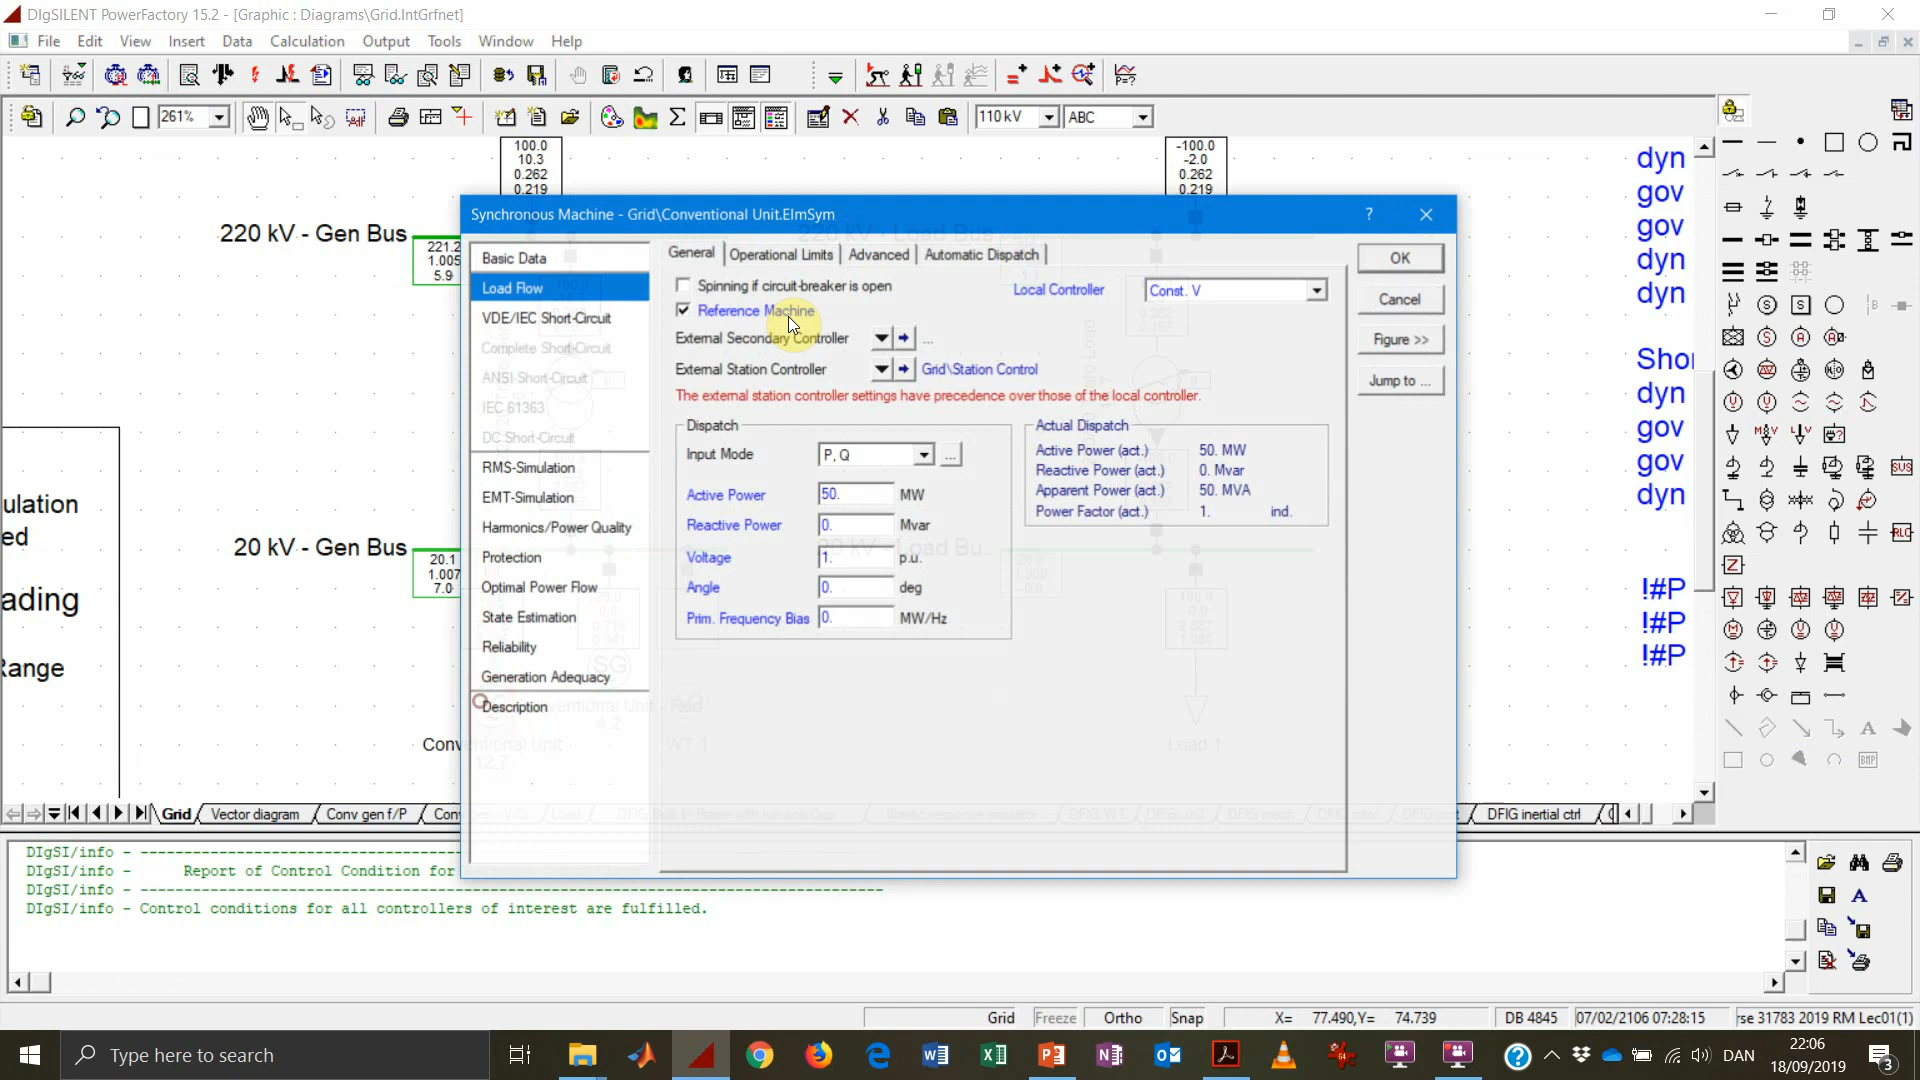 DIgSILENT PowerFactory 15.2 - [Graphic : Diagrams\Grid.IntGrfnet]
File Edit View Insert Data Calculation Output Tools Window Help
261% 110 kV ABC
100.0
10.3
0.262
0.219
-100.0
-2.0
0.262
0.219
220 kV - Gen Bus
221.2
1.005
5.9
20 kV - Gen Bus
20.1
1.007
7.0
ulation
ed
ading
Range
dyn
gov
gov
dyn
dyn
Shor
dyn
gov
gov
dyn
!#P
!#P
!#P
Synchronous Machine - Grid\Conventional Unit.ElmSym
Basic Data
Load Flow
VDE/IEC Short-Circuit
Complete Short-Circuit
ANSI Short-Circuit
IEC 61363
DC Short-Circuit
RMS-Simulation
EMT-Simulation
Harmonics/Power Quality
Protection
Optimal Power Flow
State Estimation
Reliability
Generation Adequacy
Description
General Operational Limits Advanced Automatic Dispatch
Spinning if circuit-breaker is open
Local Controller Const. V
Reference Machine
External Secondary Controller ...
External Station Controller Grid\Station Control
The external station controller settings have precedence over those of the local controller.
Dispatch
Input Mode P, Q ...
Active Power 50. MW
Reactive Power 0. Mvar
Voltage 1. p.u.
Angle 0. deg
Prim. Frequency Bias 0. MW/Hz
Actual Dispatch
Active Power (act.) 50. MW
Reactive Power (act.) 0. Mvar
Apparent Power (act.) 50. MVA
Power Factor (act.) 1. ind.
OK
Cancel
Figure >>
Jump to ...
Conventional Unit
12.7
WT 1
Load 1
Grid Vector diagram Conv gen f/P Con DFIG inertial ctrl
DIgSI/info - ----------------------------------------
DIgSI/info - Report of Control Condition for
DIgSI/info - ----------------------------------------
DIgSI/info - Control conditions for all controllers of interest are fulfilled.
Grid Freeze Ortho Snap X= 77.490,Y= 74.739 DB 4845 07/02/2106 07:28:15 rse 31783 2019 RM Lec01(1)
Type here to search
DAN
22:06
18/09/2019
3